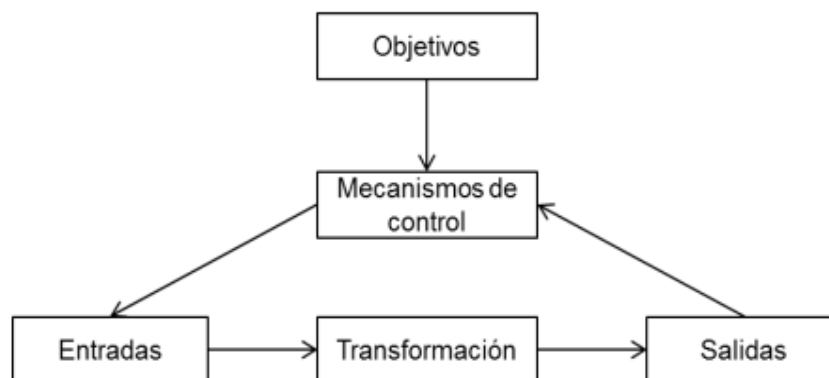 Objetivos
Mecanismos de
control
Entradas
Transformación
Salidas